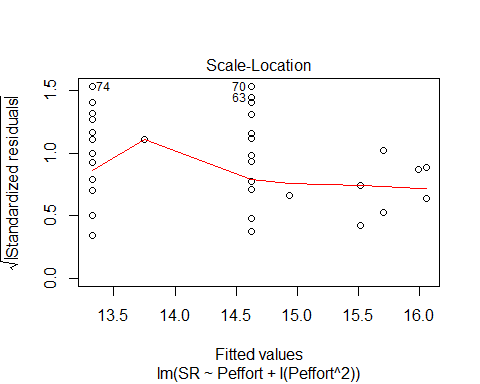 Scale-Location
√|Standardized residuals|
0.0 0.5 1.0 1.5
74
70
63
13.5 14.0 14.5 15.0 15.5 16.0
Fitted values
lm(SR ~ Peffort + I(Peffort^2))